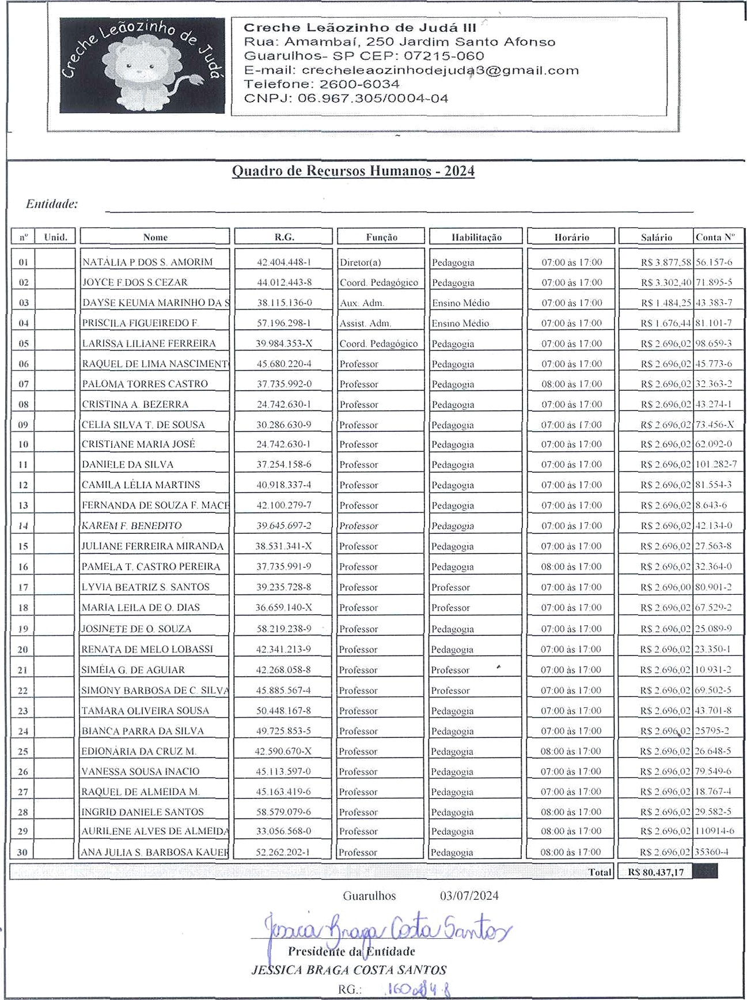 Creche Leãozinho de Judá
Creche Leãozinho de Judá III
Rua: Amambaí, 250 Jardim Santo Afonso
Guarulhos- SP CEP: 07215-060
E-mail: crecheleaozinhodejuda3@gmail.com
Telefone: 2600-6034
CNPJ: 06.967.305/0004-04
Quadro de Recursos Humanos - 2024
Entidade:
nº Unid. Nome R.G. Função Habilitação Horário Salário Conta Nº
01 NATÁLIA P DOS S. AMORIM 42.404.448-1 Diretor(a) Pedagogia 07:00 às 17:00 R$ 3.877,58 56.157-6
02 JOYCE F.DOS S.CEZAR 44.012.443-8 Coord. Pedagógico Pedagogia 07:00 às 17:00 R$ 3.302,40 71.895-5
03 DAYSE KEUMA MARINHO DA S 38.115.136-0 Aux. Adm. Ensino Médio 07:00 às 17:00 R$ 1.484,25 43.383-7
04 PRISCILA FIGUEIREDO F. 57.196.298-1 Assist. Adm. Ensino Médio 07:00 às 17:00 R$ 1.676,44 81.101-7
05 LARISSA LILIANE FERREIRA 39.984.353-X Coord. Pedagógico Pedagogia 07:00 às 17:00 R$ 2.696,02 98.659-3
06 RAQUEL DE LIMA NASCIMENT 45.680.220-4 Professor Pedagogia 07:00 às 17:00 R$ 2.696,02 45.773-6
07 PALOMA TORRES CASTRO 37.735.992-0 Professor Pedagogia 08:00 às 17:00 R$ 2.696,02 32.363-2
08 CRISTINA A. BEZERRA 24.742.630-1 Professor Pedagogia 07:00 às 17:00 R$ 2.696,02 43.274-1
09 CELIA SILVA T. DE SOUSA 30.286.630-9 Professor Pedagogia 07:00 às 17:00 R$ 2.696,02 73.456-X
10 CRISTIANE MARIA JOSÉ 24.742.630-1 Professor Pedagogia 07:00 às 17:00 R$ 2.696,02 62.092-0
11 DANIELE DA SILVA 37.254.158-6 Professor Pedagogia 07:00 às 17:00 R$ 2.696,02 101.282-7
12 CAMILA LÉLIA MARTINS 40.918.337-4 Professor Pedagogia 07:00 às 17:00 R$ 2.696,02 81.554-3
13 FERNANDA DE SOUZA F. MACE 42.100.279-7 Professor Pedagogia 07:00 às 17:00 R$ 2.696,02 8.643-6
14 KAREM F. BENEDITO 39.645.697-2 Professor Pedagogia 07:00 às 17:00 R$ 2.696,02 42.134-0
15 JULIANE FERREIRA MIRANDA 38.531.341-X Professor Pedagogia 07:00 às 17:00 R$ 2.696,02 27.563-8
16 PAMELA T. CASTRO PEREIRA 37.735.991-9 Professor Pedagogia 08:00 às 17:00 R$ 2.696,02 32.364-0
17 LYVIA BEATRIZ S. SANTOS 39.235.728-8 Professor Professor 07:00 às 17:00 R$ 2.696,00 80.901-2
18 MARIA LEILA DE O. DIAS 36.659.140-X Professor Professor 07:00 às 17:00 R$ 2.696,02 67.529-2
19 JOSINETE DE O. SOUZA 58.219.238-9 Professor Pedagogia 07:00 às 17:00 R$ 2.696,02 25.089-9
20 RENATA DE MELO LOBASSI 42.341.213-9 Professor Pedagogia 07:00 às 17:00 R$ 2.696,02 23.350-1
21 SIMÉIA G. DE AGUIAR 42.268.058-8 Professor Professor 07:00 às 17:00 R$ 2.696,02 10.931-2
22 SIMONY BARBOSA DE C. SILVA 45.885.567-4 Professor Professor 07:00 às 17:00 R$ 2.696,02 69.502-5
23 TAMARA OLIVEIRA SOUSA 50.448.167-8 Professor Pedagogia 07:00 às 17:00 R$ 2.696,02 43.701-8
24 BIANCA PARRA DA SILVA 49.725.853-5 Professor Pedagogia 07:00 às 17:00 R$ 2.696,02 25795-2
25 EDIONÁRIA DA CRUZ M. 42.590.670-X Professor Pedagogia 08:00 às 17:00 R$ 2.696,02 26.648-5
26 VANESSA SOUSA INACIO 45.113.597-0 Professor Pedagogia 07:00 às 17:00 R$ 2.696,02 79.549-6
27 RAQUEL DE ALMEIDA M. 45.163.419-6 Professor Pedagogia 07:00 às 17:00 R$ 2.696,02 18.767-4
28 INGRID DANIELE SANTOS 58.579.079-6 Professor Pedagogia 08:00 às 17:00 R$ 2.696,02 29.582-5
29 AURILENE ALVES DE ALMEIDA 33.056.568-0 Professor Pedagogia 08:00 às 17:00 R$ 2.696,02 110914-6
30 ANA JULIA S. BARBOSA KAUER 52.262.202-1 Professor Pedagogia 08:00 às 17:00 R$ 2.696,02 35360-4
Total R$ 80.437,17
Guarulhos 03/07/2024
Jessica Braga Costa Santos
Presidente da Entidade
JESSICA BRAGA COSTA SANTOS
RG.: